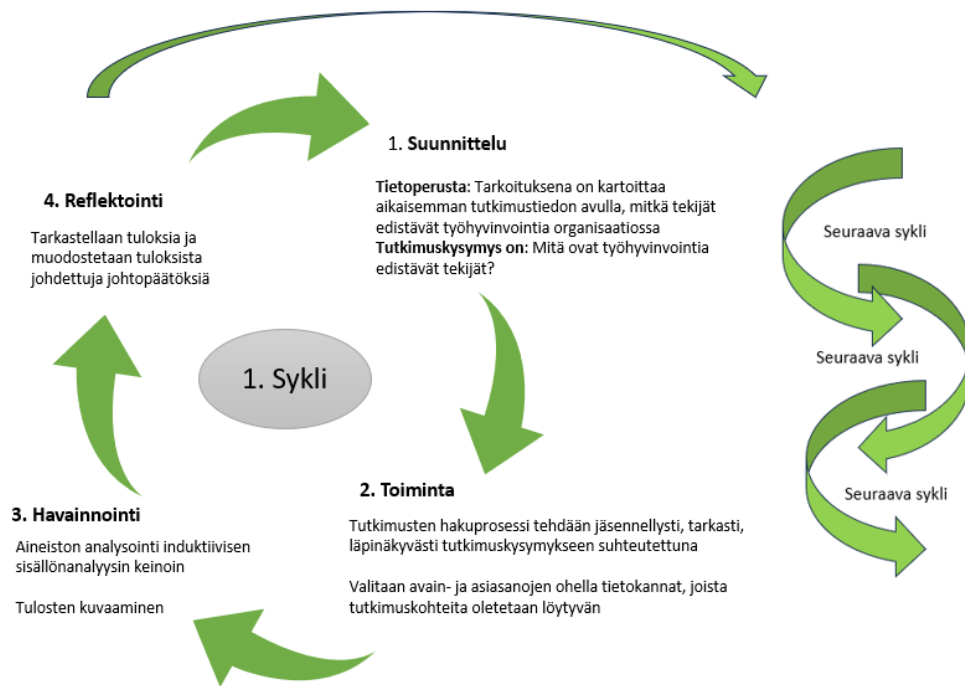 1. Suunnittelu
Tietoperusta: Tarkoituksena on kartoittaa
aikaisemman tutkimustiedon avulla, mitkä tekijät
edistävät työhyvinvointia organisaatiossa
Tutkimuskysymys on: Mitä ovat työhyvinvointia
edistävät tekijät?
2. Toiminta
Tutkimusten hakuprosessi tehdään jäsennellysti, tarkasti,
läpinäkyvästi tutkimuskysymykseen suhteutettuna
Valitaan avain- ja asiasanojen ohella tietokannat, joista
tutkimuskohteita oletetaan löytyvän
3. Havainnointi
Aineiston analysointi induktiivisen
sisällönanalyysin keinoin
Tulosten kuvaaminen
4. Reflektointi
Tarkastellaan tuloksia ja
muodostetaan tuloksista
johdettuja johtopäätöksiä
1. Sykli
Seuraava sykli
Seuraava sykli
Seuraava sykli